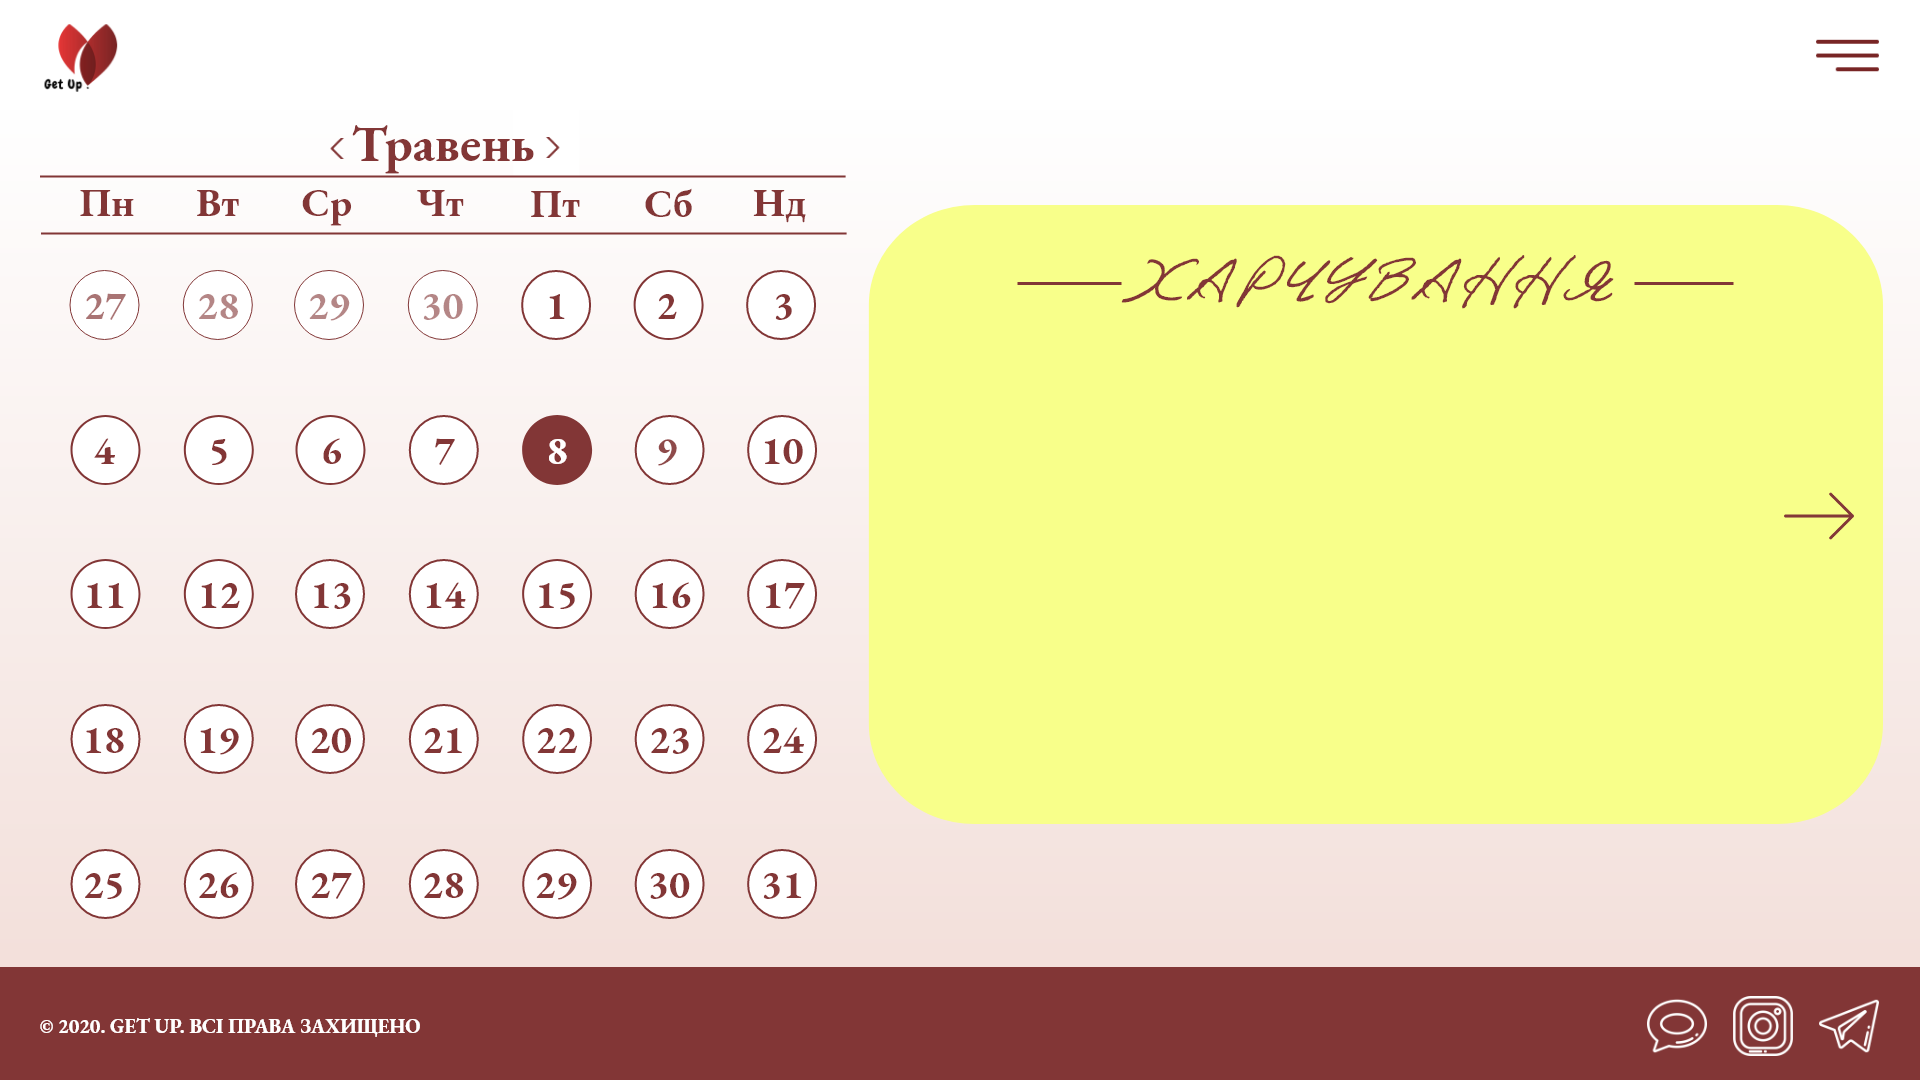 Get Up
< Травень >
Пн Вт Ср Чт Пт Сб Нд
27 28 29 30 1 2 3
4 5 6 7 8 9 10
11 12 13 14 15 16 17
18 19 20 21 22 23 24
25 26 27 28 29 30 31
ХАРЧУВАННЯ
© 2020. GET UP. ВСІ ПРАВА ЗАХИЩЕНО